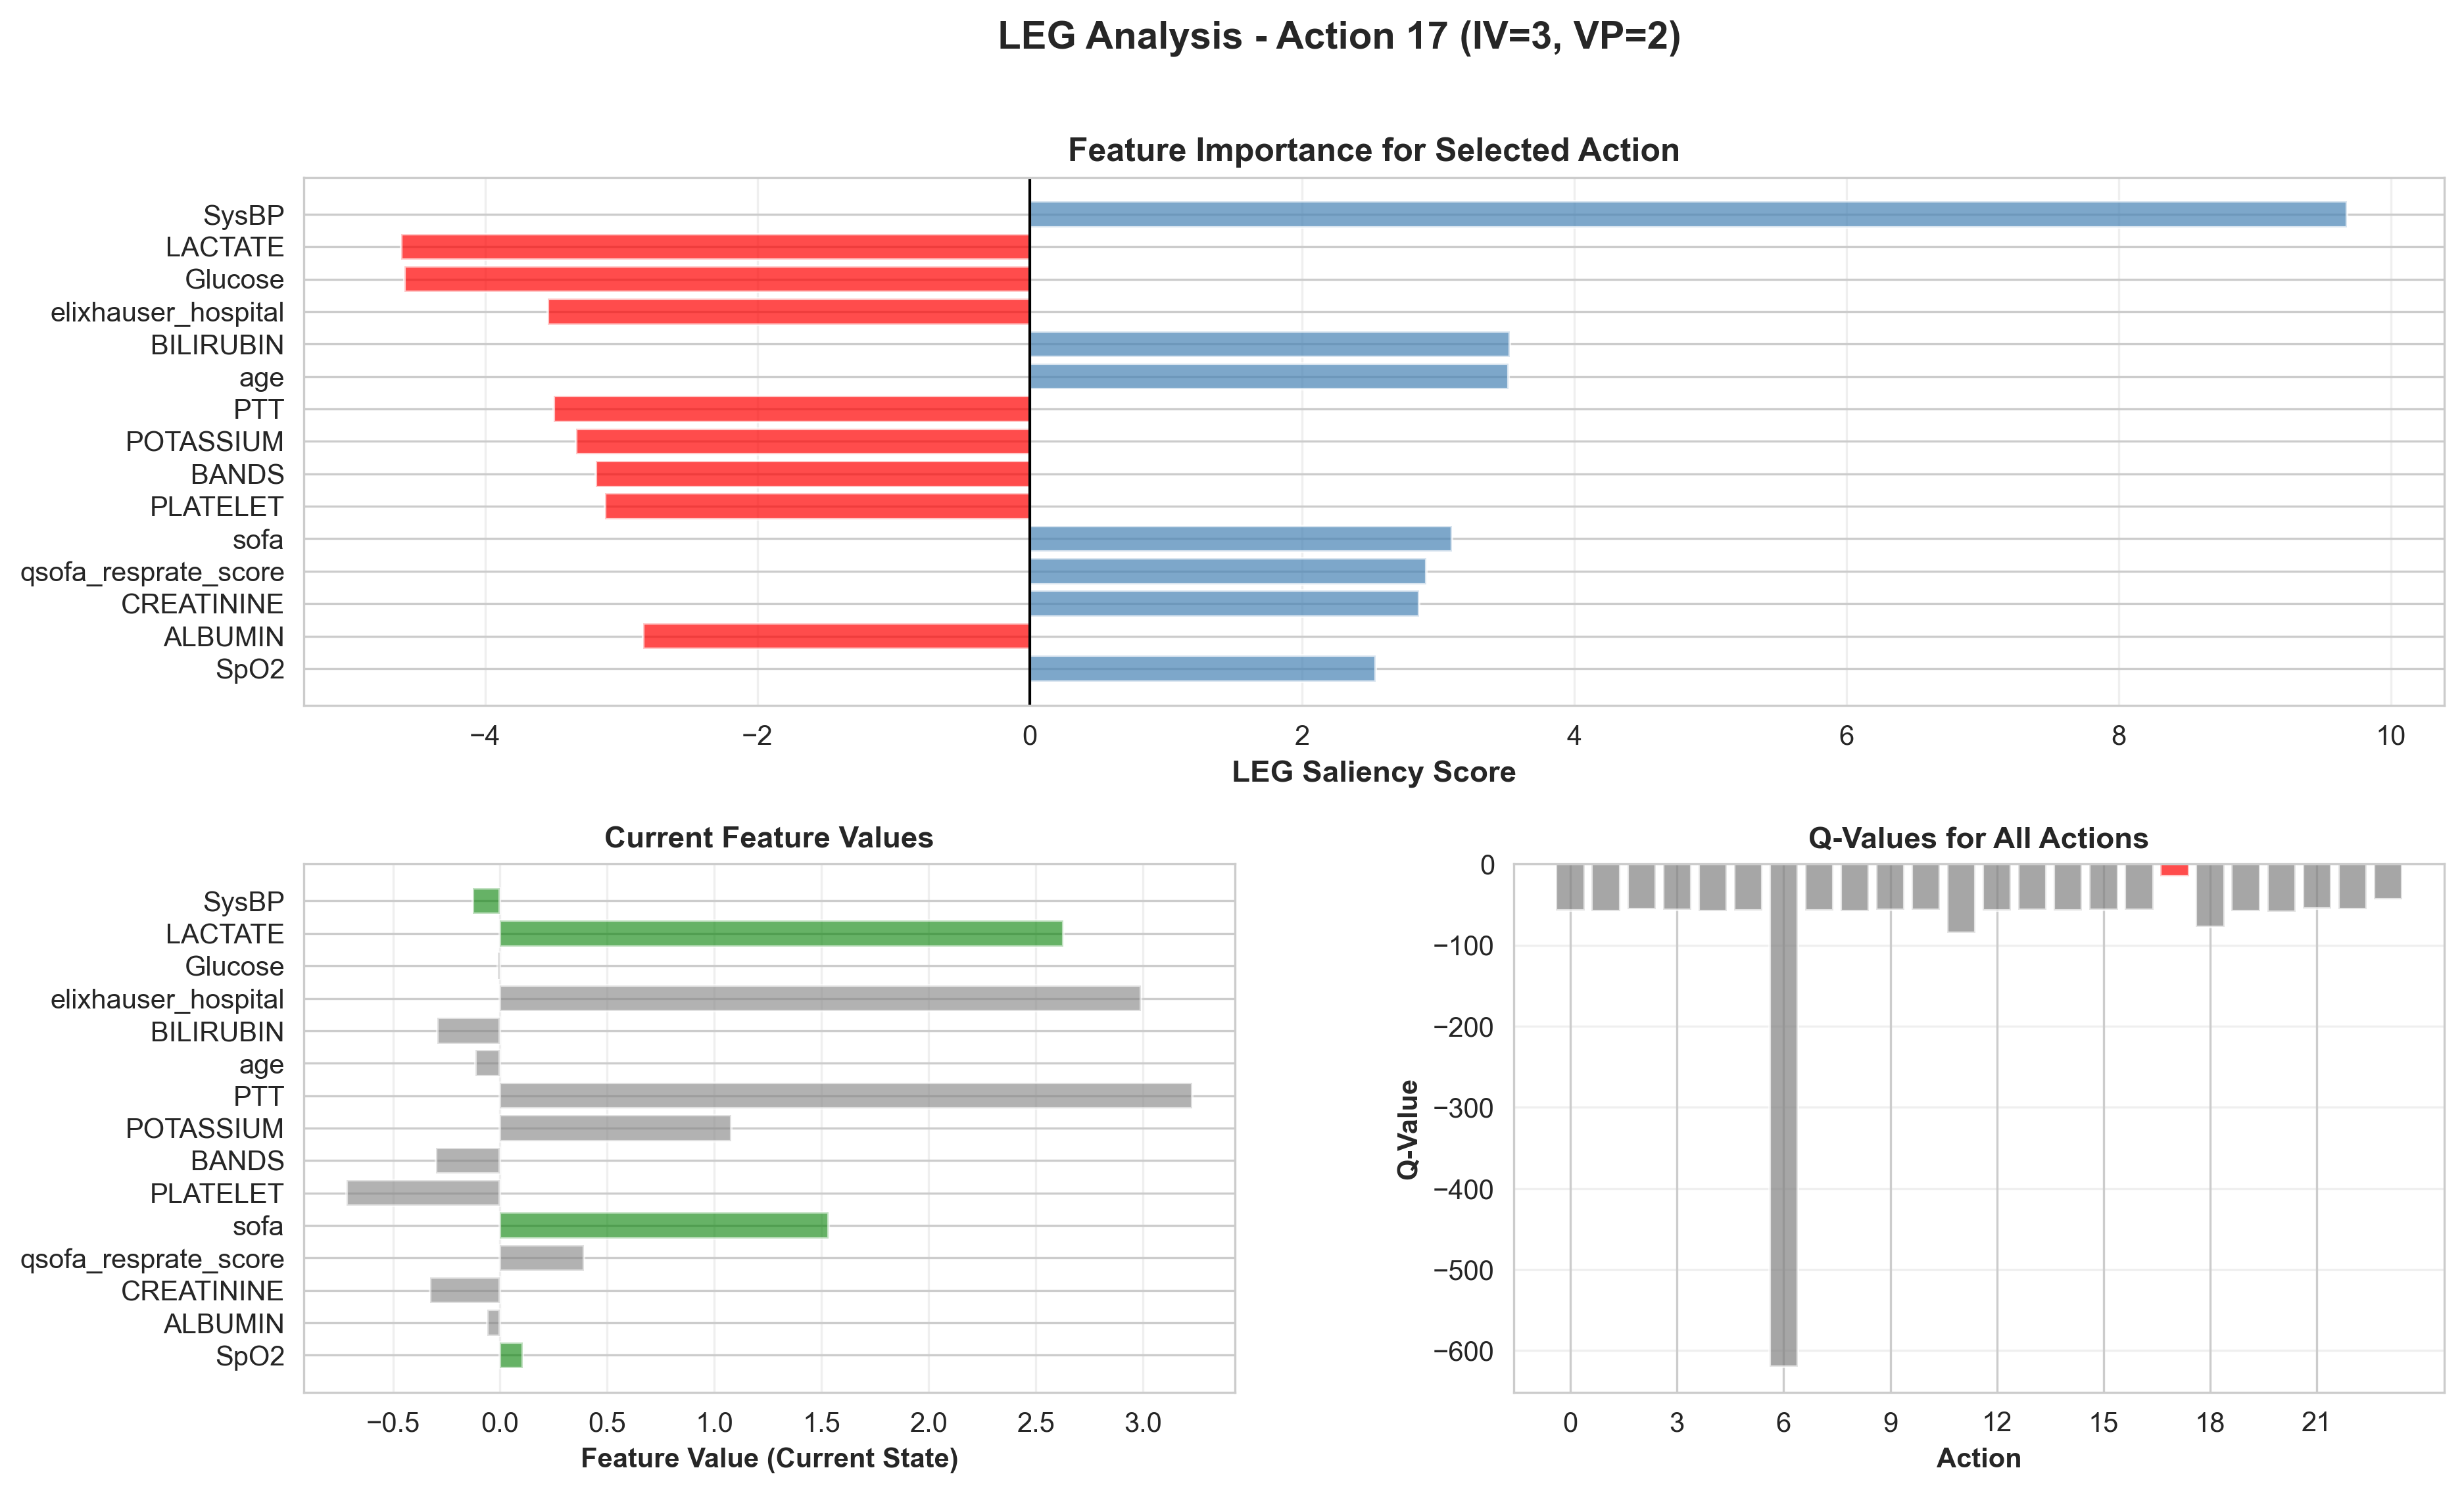 LEG Analysis - Action 17 (IV=3, VP=2)
Feature Importance for Selected Action
SysBP
LACTATE
Glucose
elixhauser_hospital
BILIRUBIN
age
PTT
POTASSIUM
BANDS
PLATELET
sofa
qsofa_resprate_score
CREATININE
ALBUMIN
SpO2
−4 −2 0 2 4 6 8 10
LEG Saliency Score
Current Feature Values
SysBP
LACTATE
Glucose
elixhauser_hospital
BILIRUBIN
age
PTT
POTASSIUM
BANDS
PLATELET
sofa
qsofa_resprate_score
CREATININE
ALBUMIN
SpO2
−0.5 0.0 0.5 1.0 1.5 2.0 2.5 3.0
Feature Value (Current State)
Q-Values for All Actions
Q-Value
0
−100
−200
−300
−400
−500
−600
0 3 6 9 12 15 18 21
Action